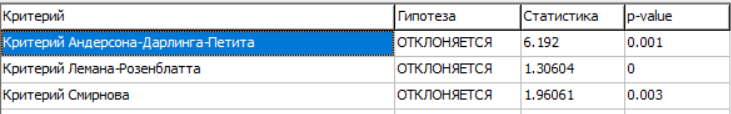 Критерий Гипотеза Статистика p-value
Критерий Андерсона-Дарлинга-Петита ОТКЛОНЯЕТСЯ 6.192 0.001
Критерий Лемана-Розенблатта ОТКЛОНЯЕТСЯ 1.30604 0
Критерий Смирнова ОТКЛОНЯЕТСЯ 1.96061 0.003